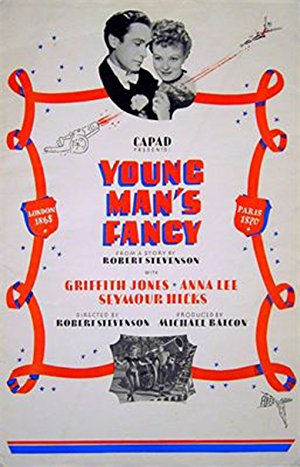 CAPAD
PRESENTS:
YOUNG
MAN'S
FANCY
LONDON
1868
PARIS
1870
FROM A STORY BY
ROBERT STEVENSON
WITH
GRIFFITH JONES • ANNA LEE
SEYMOUR HICKS
DIRECTED BY
ROBERT STEVENSON
PRODUCED BY
MICHAEL BALCON